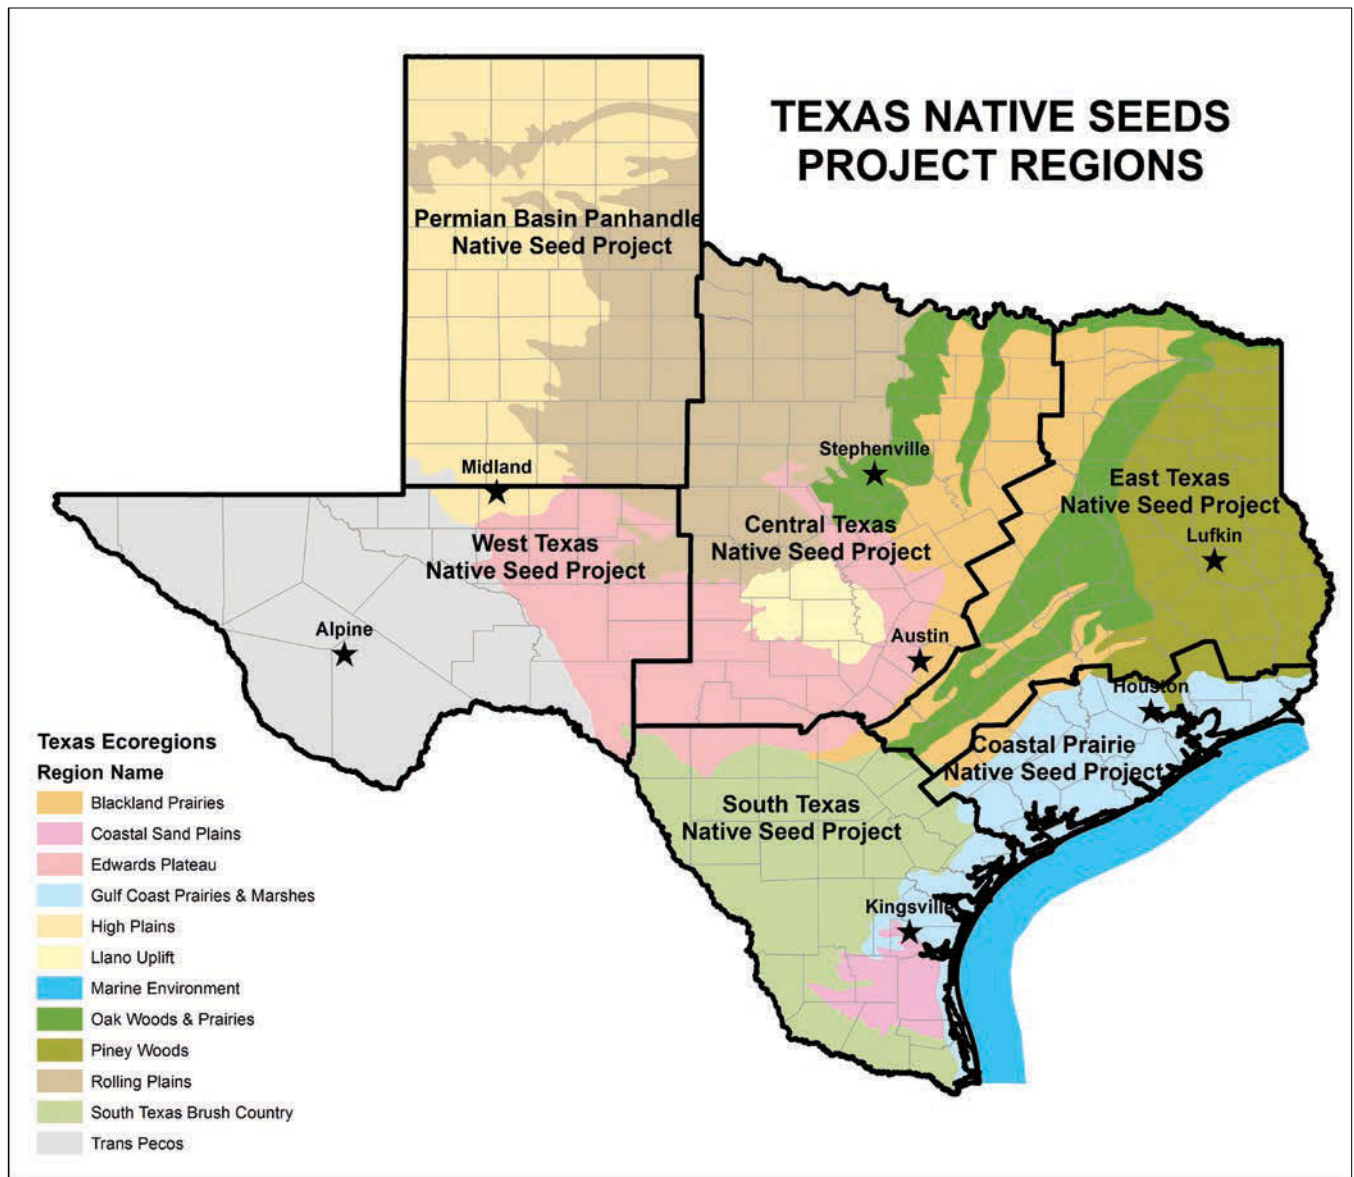 TEXAS NATIVE SEEDS
PROJECT REGIONS
Permian Basin Panhandle
Native Seed Project
Stephenville
Midland
East Texas
Native Seed Project
Central Texas
Native Seed Project
Lufkin
West Texas
Native Seed Project
Alpine
Austin
Houston
Coastal Prairie
Native Seed Project
South Texas
Native Seed Project
Kingsville
Texas Ecoregions
Region Name
Blackland Prairies
Coastal Sand Plains
Edwards Plateau
Gulf Coast Prairies & Marshes
High Plains
Llano Uplift
Marine Environment
Oak Woods & Prairies
Piney Woods
Rolling Plains
South Texas Brush Country
Trans Pecos